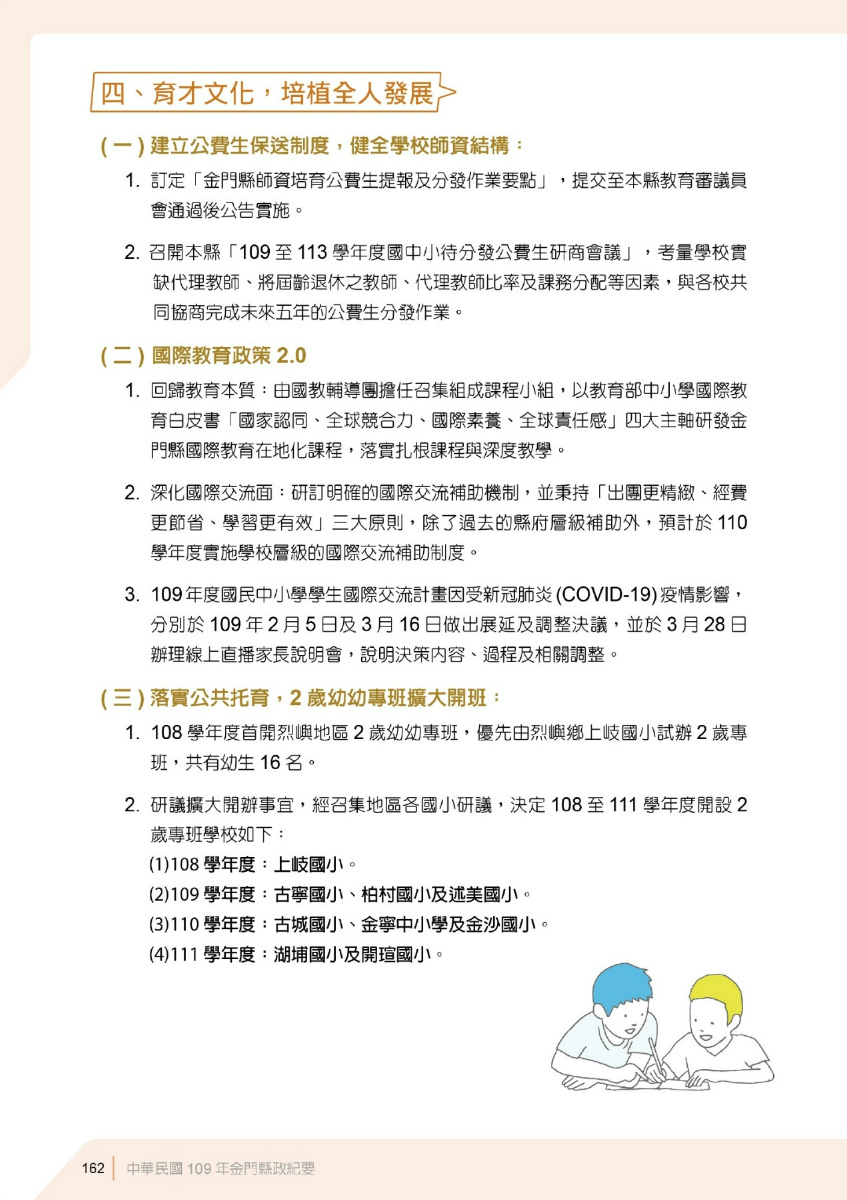 四、育才文化，培植全人發展
(一) 建立公費生保送制度，健全學校師資結構：
1. 訂定「金門縣師資培育公費生提報及分發作業要點」，提交至本縣教育審議員
會通過後公告實施。
2. 召開本縣「109 至 113 學年度國中小待分發公費生研商會議」，考量學校實
缺代理教師、將屆齡退休之教師、代理教師比率及課務分配等因素，與各校共
同協商完成未來五年的公費生分發作業。
(二) 國際教育政策 2.0
1. 回歸教育本質：由國教輔導團擔任召集組成課程小組，以教育部中小學國際教
育白皮書「國家認同、全球競合力、國際素養、全球責任感」四大主軸研發金
門縣國際教育在地化課程，落實扎根課程與深度教學。
2. 深化國際交流面：研訂明確的國際交流補助機制，並秉持「出團更精緻、經費
更節省、學習更有效」三大原則，除了過去的縣府層級補助外，預計於 110
學年度實施學校層級的國際交流補助制度。
3. 109 年度國民中小學學生國際交流計畫因受新冠肺炎 (COVID-19) 疫情影響，
分別於 109 年 2 月 5 日及 3 月 16 日做出展延及調整決議，並於 3 月 28 日
辦理線上直播家長說明會，說明決策內容、過程及相關調整。
(三) 落實公共托育，2 歲幼幼專班擴大開班：
1. 108 學年度首開烈嶼地區 2 歲幼幼專班，優先由烈嶼鄉上岐國小試辦 2 歲專
班，共有幼生 16 名。
2. 研議擴大開辦事宜，經召集地區各國小研議，決定 108 至 111 學年度開設 2
歲專班學校如下：
(1)108 學年度：上岐國小。
(2)109 學年度：古寧國小、柏村國小及述美國小。
(3)110 學年度：古城國小、金寧中小學及金沙國小。
(4)111 學年度：湖埔國小及開瑄國小。
162 中華民國 109 年金門縣政紀要